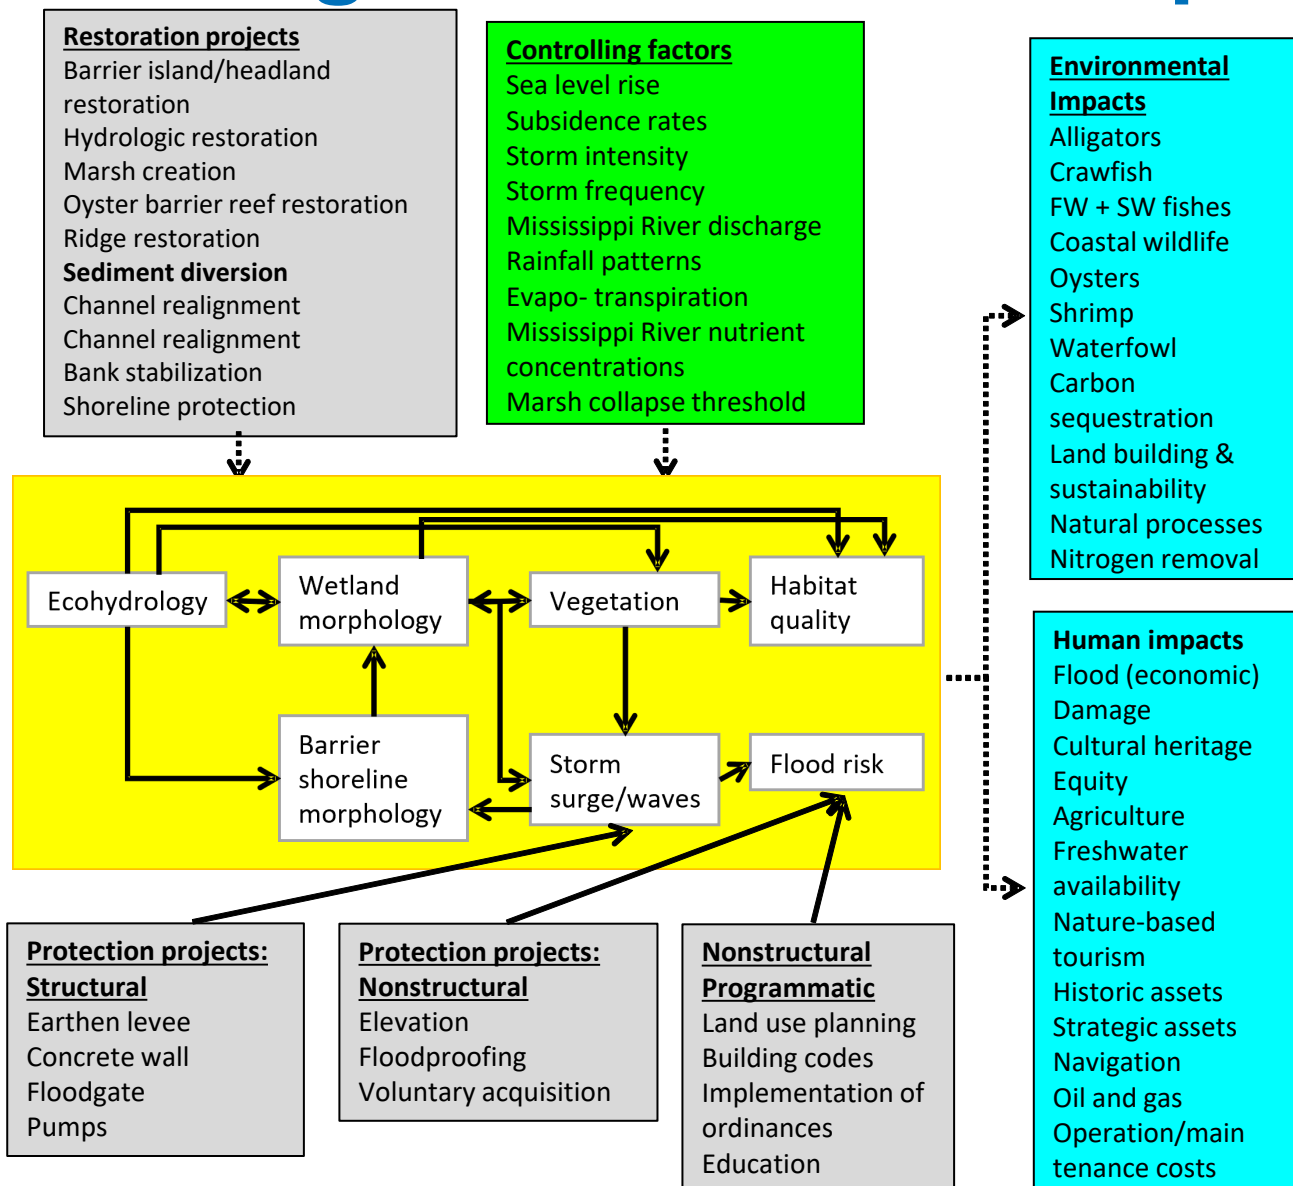 Restoration projects
Barrier island/headland
restoration
Hydrologic restoration
Marsh creation
Oyster barrier reef restoration
Ridge restoration
Sediment diversion
Channel realignment
Channel realignment
Bank stabilization
Shoreline protection
Controlling factors
Sea level rise
Subsidence rates
Storm intensity
Storm frequency
Mississippi River discharge
Rainfall patterns
Evapo- transpiration
Mississippi River nutrient
concentrations
Marsh collapse threshold
Environmental
Impacts
Alligators
Crawfish
FW + SW fishes
Coastal wildlife
Oysters
Shrimp
Waterfowl
Carbon
sequestration
Land building &
sustainability
Natural processes
Nitrogen removal
Ecohydrology
Wetland
morphology
Vegetation
Habitat
quality
Barrier
shoreline
morphology
Storm
surge/waves
Flood risk
Human impacts
Flood (economic)
Damage
Cultural heritage
Equity
Agriculture
Freshwater
availability
Nature-based
tourism
Historic assets
Strategic assets
Navigation
Oil and gas
Operation/main
tenance costs
Protection projects:
Structural
Earthen levee
Concrete wall
Floodgate
Pumps
Protection projects:
Nonstructural
Elevation
Floodproofing
Voluntary acquisition
Nonstructural
Programmatic
Land use planning
Building codes
Implementation of
ordinances
Education